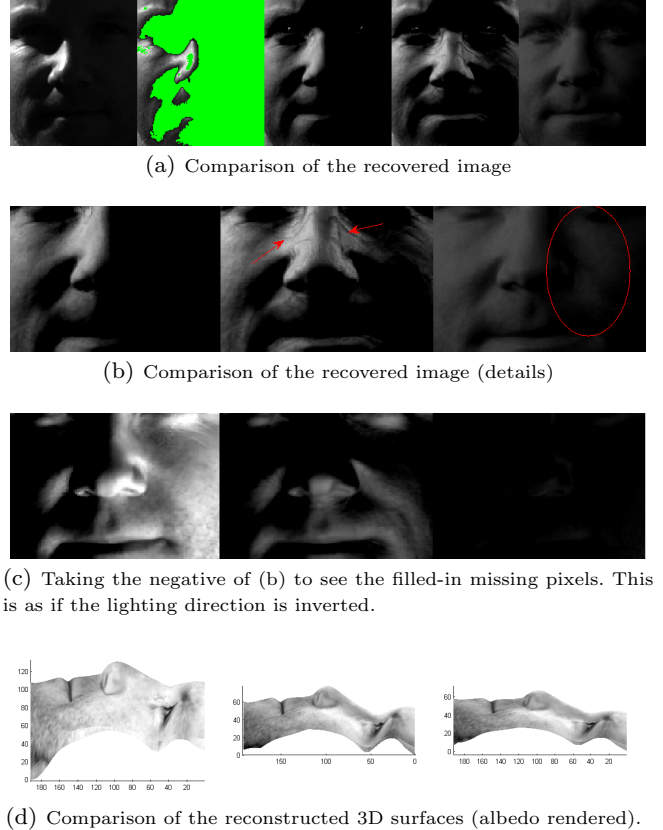 (a) Comparison of the recovered image
(b) Comparison of the recovered image (details)
(c) Taking the negative of (b) to see the filled-in missing pixels. This
is as if the lighting direction is inverted.
120
100
80
60
40
20
0
180 160 140 120 100 80 60 40 20
60
40
20
0
150 100 50 0
60
40
20
0
180 160 140 120 100 80 60 40 20
(d) Comparison of the reconstructed 3D surfaces (albedo rendered).